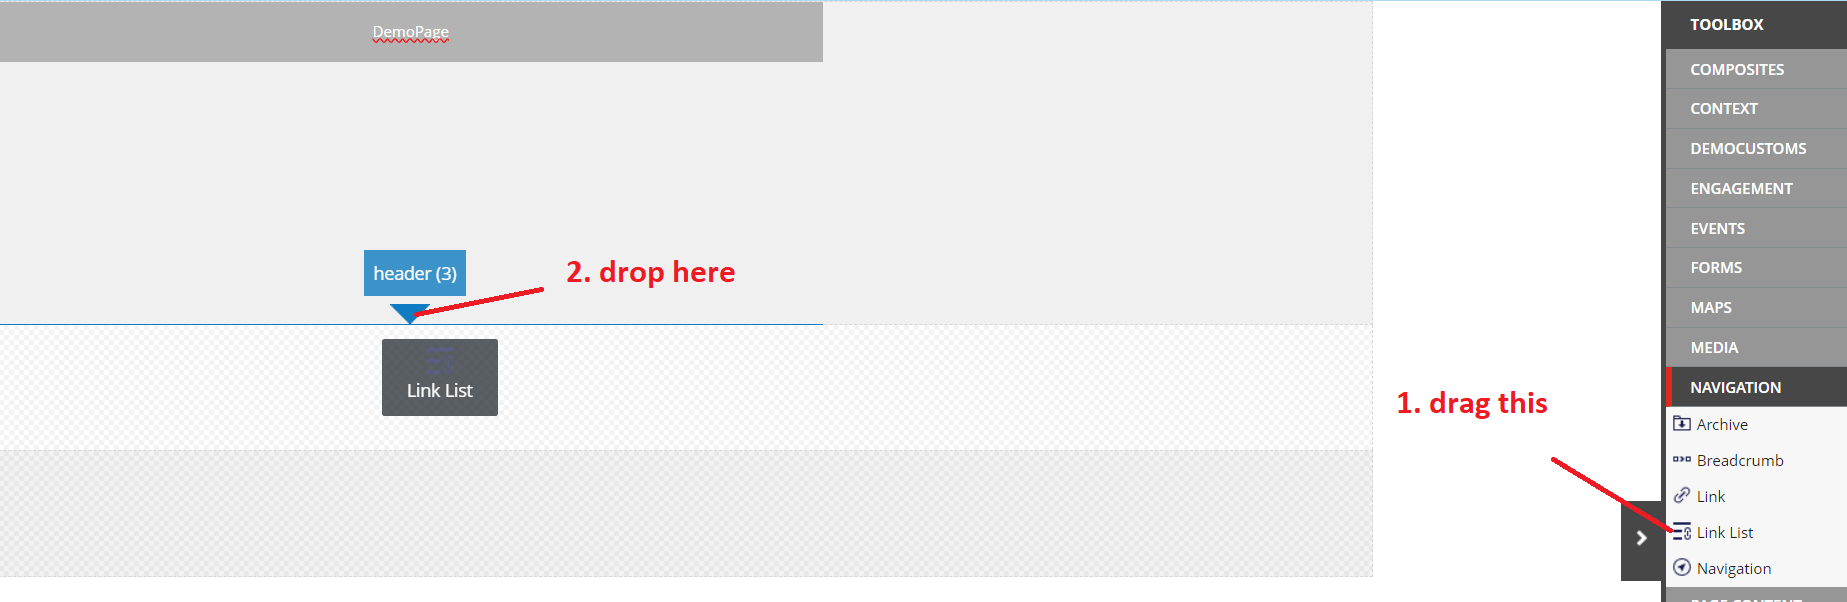 DemoPage
header (3)
2. drop here
Link List
1. drag this
TOOLBOX
COMPOSITES
CONTEXT
DEMOCUSTOMS
ENGAGEMENT
EVENTS
FORMS
MAPS
MEDIA
NAVIGATION
Archive
Breadcrumb
Link
Link List
Navigation